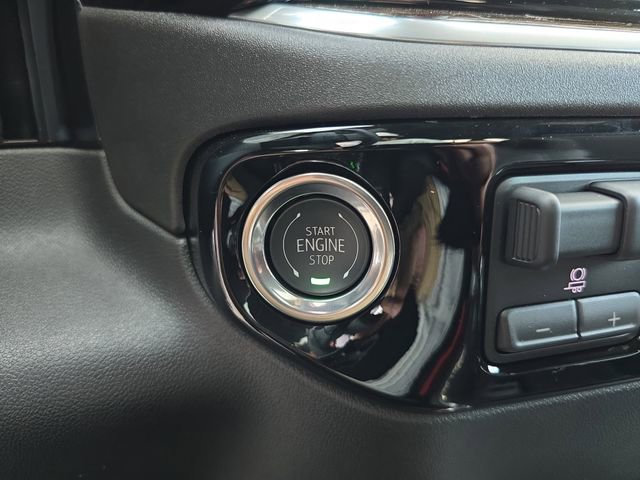 START
ENGINE
STOP
- +